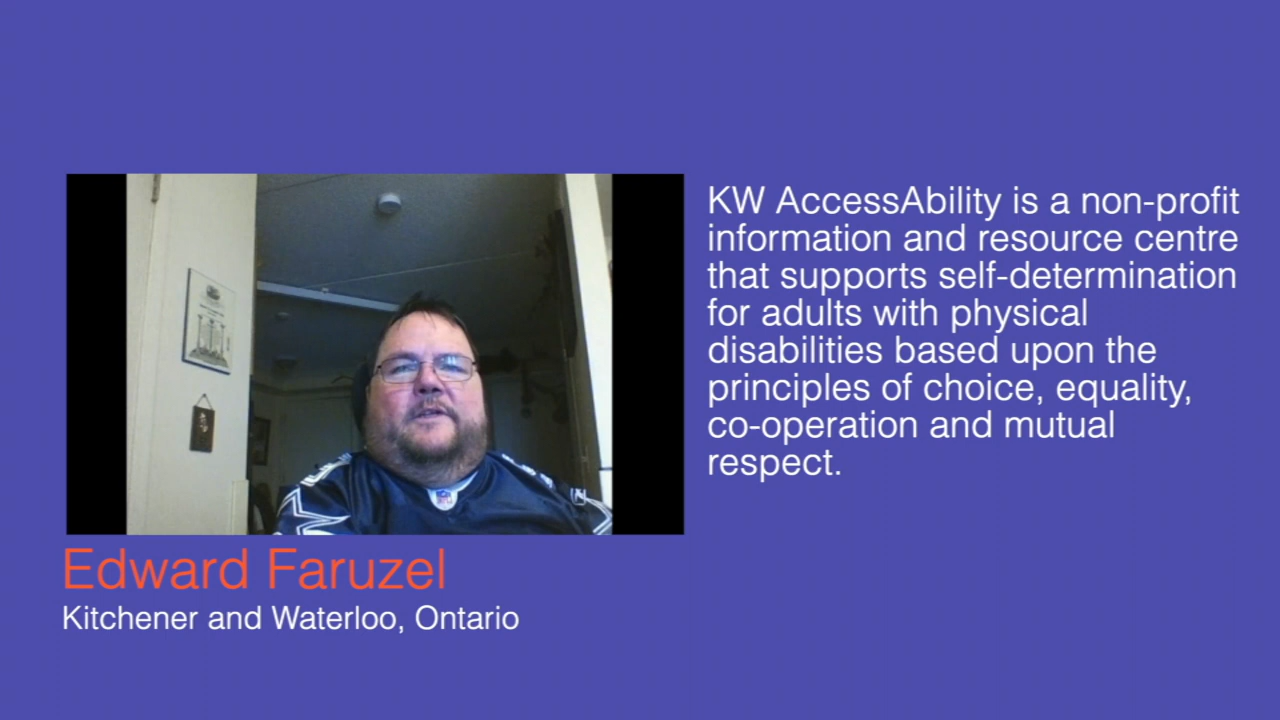 KW AccessAbility is a non-profit
information and resource centre
that supports self-determination
for adults with physical
disabilities based upon the
principles of choice, equality,
co-operation and mutual
respect.
Edward Faruzel
Kitchener and Waterloo, Ontario